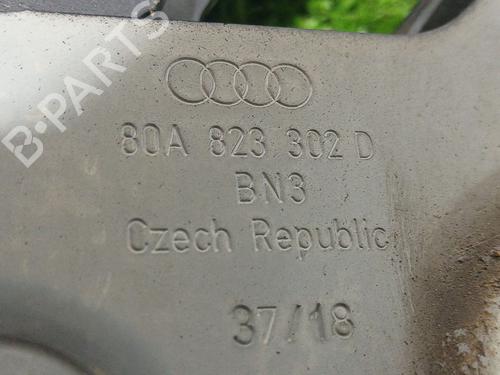 B-PARTS
80A 823 302 D
BN3
Czech Republic
37/18